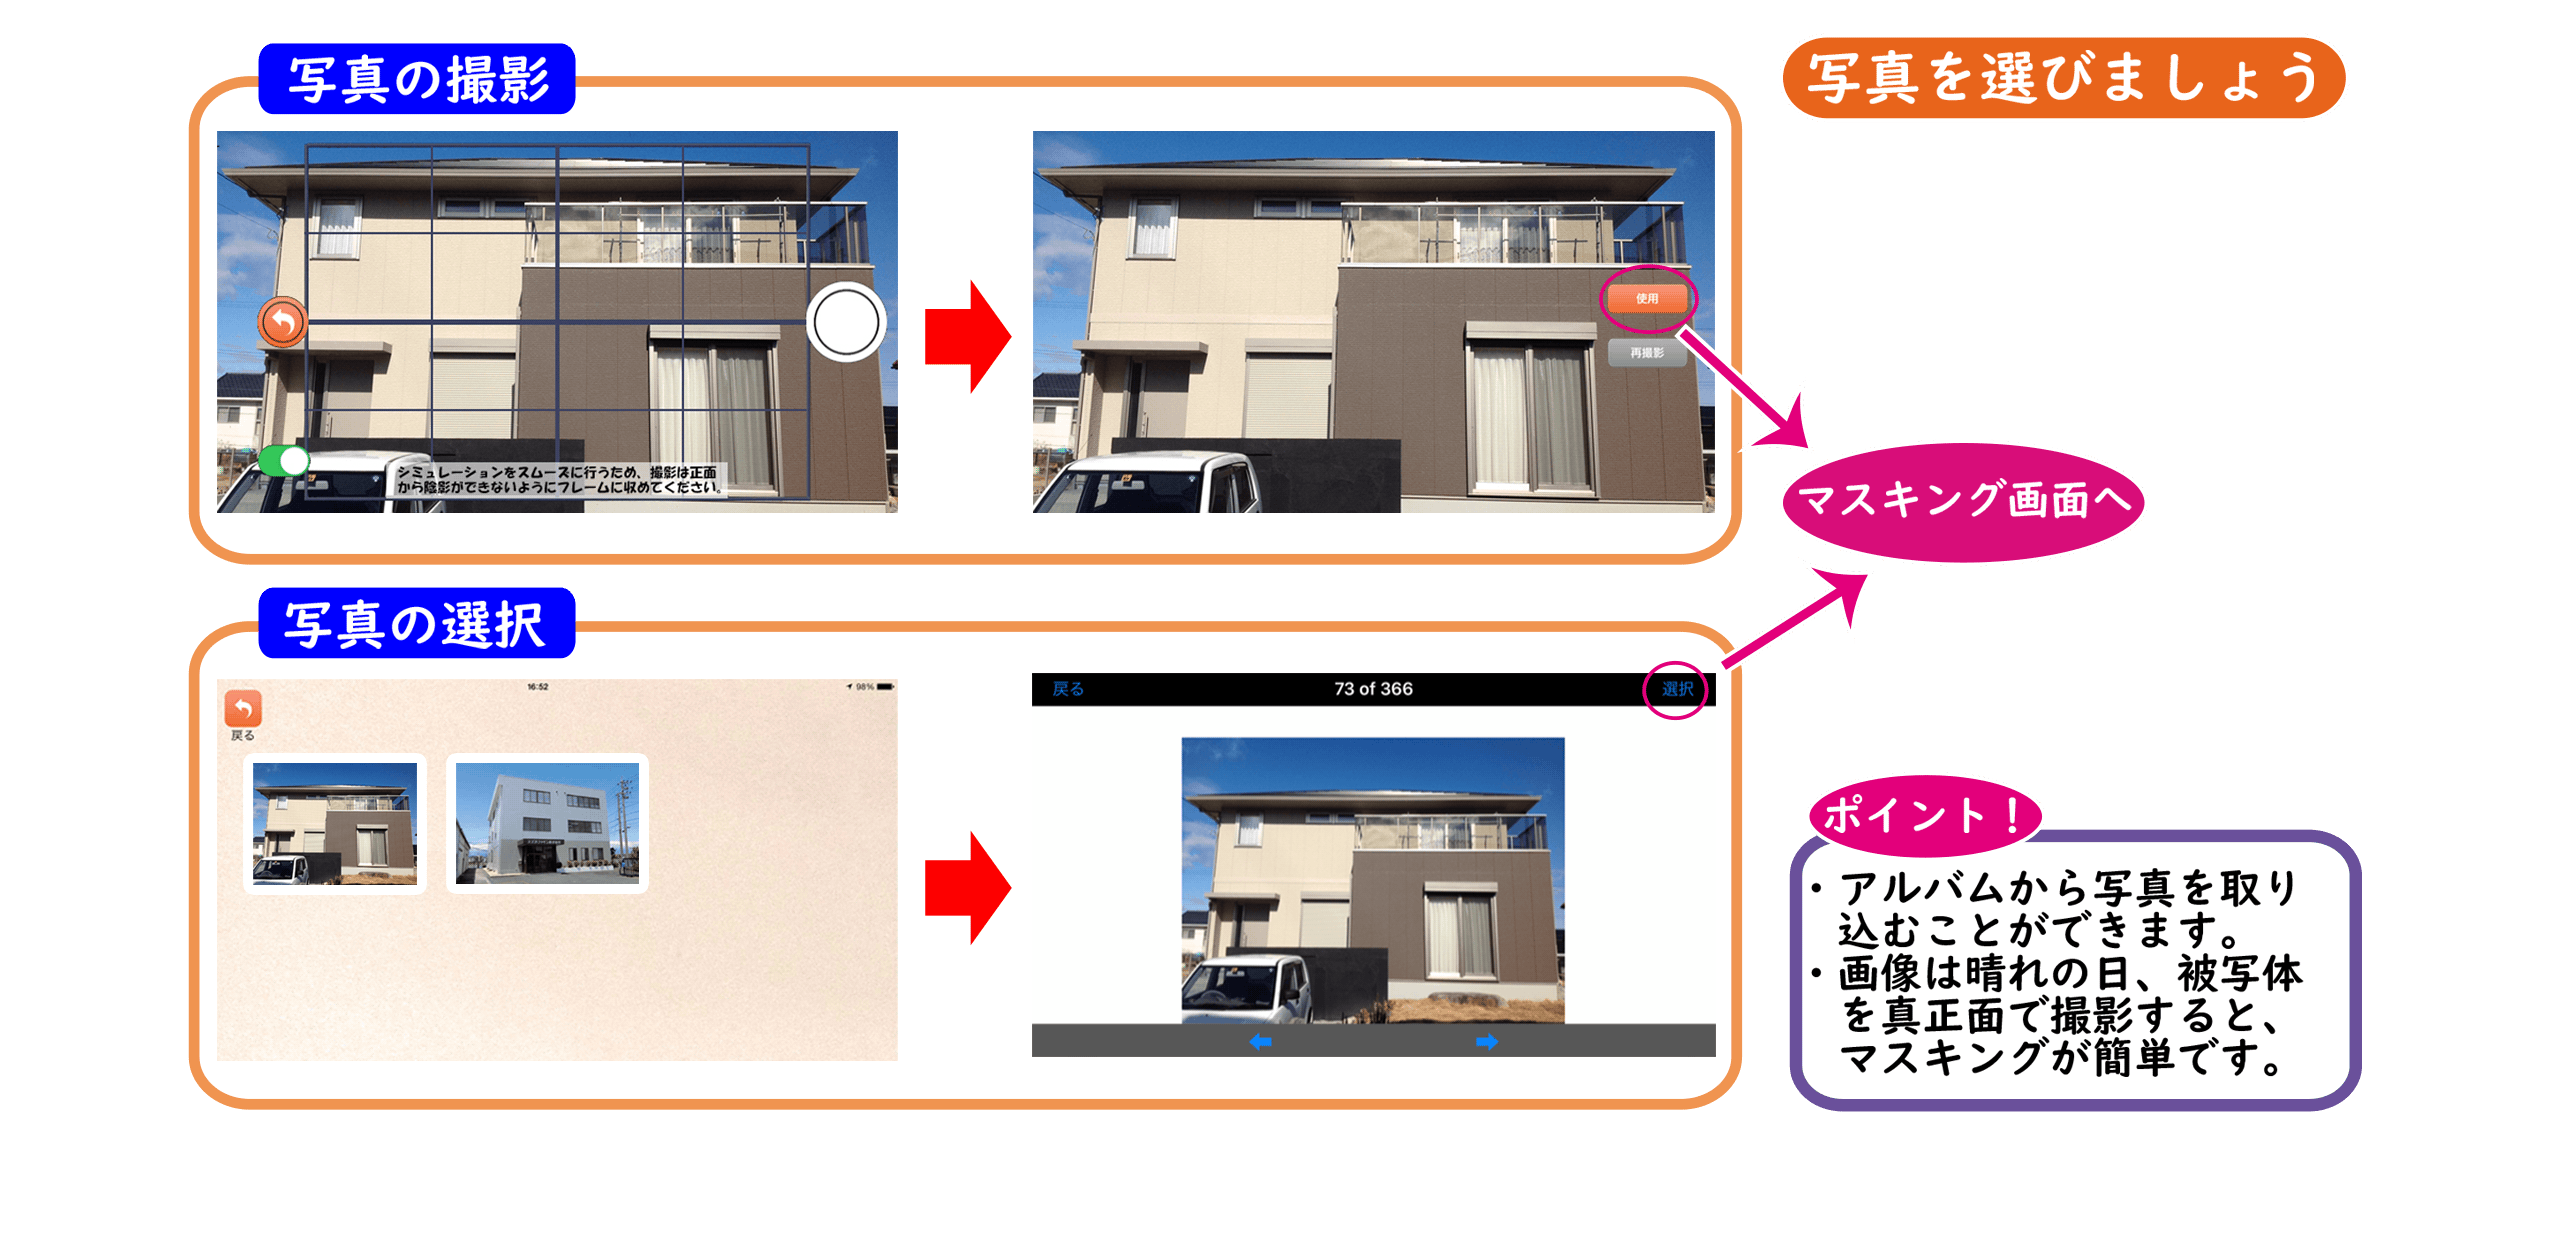 写真の撮影
写真を選びましょう
使用
再撮影
シミュレーションをスムーズに行うため、撮影は正面
から陰影ができないようにフレームに収めてください。
マスキング画面へ
写真の選択
16:52
98%
戻る
戻る
73 of 366
選択
ポイント！
・アルバムから写真を取り
込むことができます。
・画像は晴れの日、被写体
を真正面で撮影すると、
マスキングが簡単です。